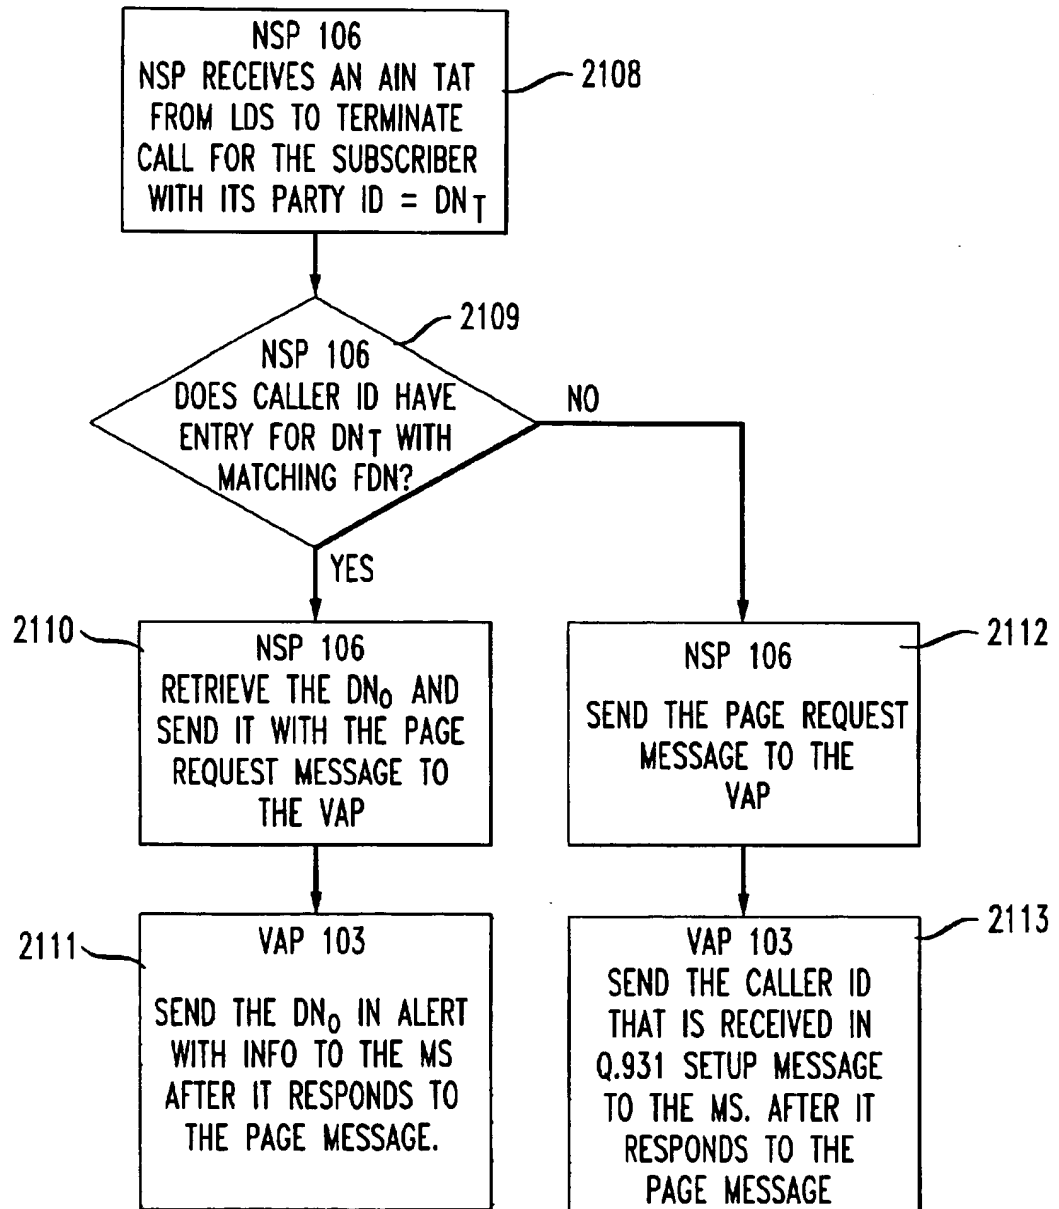 NSP 106
NSP RECEIVES AN AIN TAT
FROM LDS TO TERMINATE
CALL FOR THE SUBSCRIBER
WITH ITS PARTY ID = DN_T
2108
2109
NSP 106
DOES CALLER ID HAVE
ENTRY FOR DN_T WITH
MATCHING FDN?
NO
YES
2110
NSP 106
RETRIEVE THE DN_0 AND
SEND IT WITH THE PAGE
REQUEST MESSAGE TO
THE VAP
2112
NSP 106
SEND THE PAGE REQUEST
MESSAGE TO THE
VAP
2111
VAP 103
SEND THE DN_0 IN ALERT
WITH INFO TO THE MS
AFTER IT RESPONDS TO
THE PAGE MESSAGE.
2113
VAP 103
SEND THE CALLER ID
THAT IS RECEIVED IN
Q.931 SETUP MESSAGE
TO THE MS. AFTER IT
RESPONDS TO THE
PAGE MESSAGE